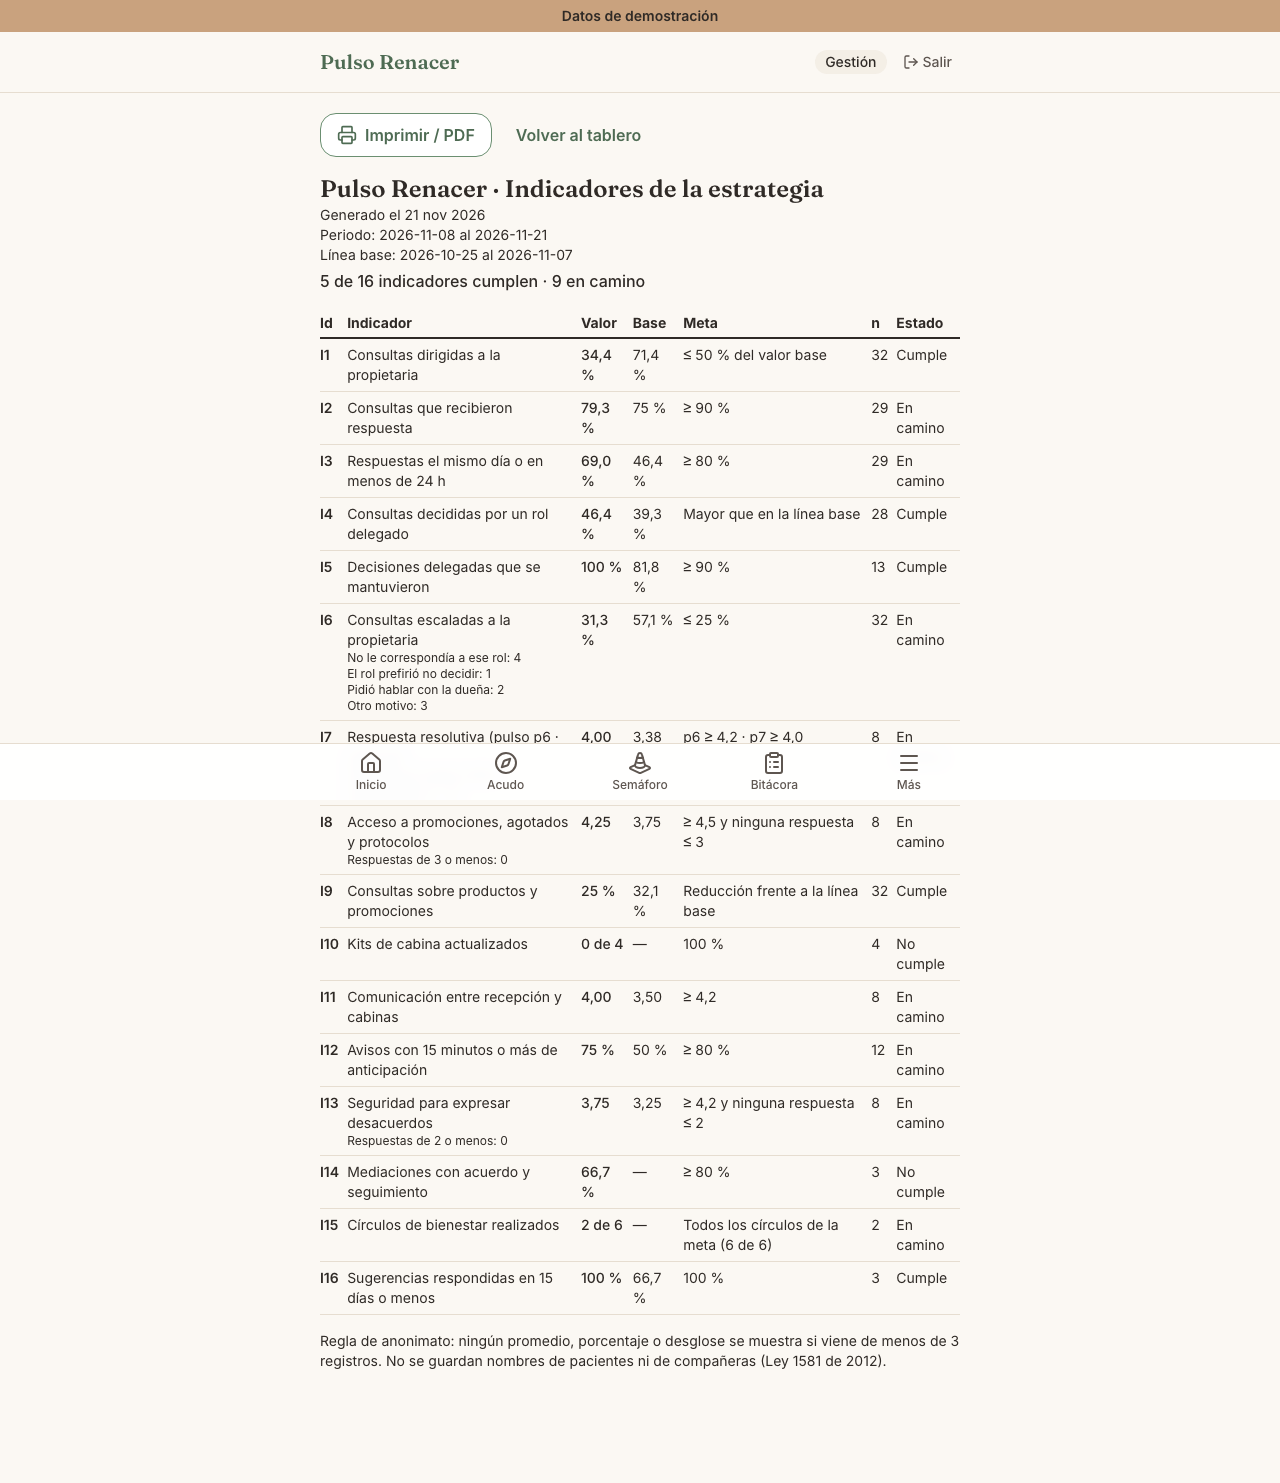 Datos de demostración
Pulso Renacer
Gestión
Salir
Imprimir / PDF
Volver al tablero
Pulso Renacer · Indicadores de la estrategia
Generado el 21 nov 2026
Periodo: 2026-11-08 al 2026-11-21
Línea base: 2026-10-25 al 2026-11-07
5 de 16 indicadores cumplen · 9 en camino
Id Indicador Valor Base Meta n Estado
I1 Consultas dirigidas a la 34,4 71,4 ≤ 50 % del valor base 32 Cumple
propietaria % %
I2 Consultas que recibieron 79,3 75 % ≥ 90 % 29 En
respuesta % camino
I3 Respuestas el mismo día o en 69,0 46,4 ≥ 80 % 29 En
menos de 24 h % % camino
I4 Consultas decididas por un rol 46,4 39,3 Mayor que en la línea base 28 Cumple
delegado % %
I5 Decisiones delegadas que se 100 % 81,8 ≥ 90 % 13 Cumple
mantuvieron %
I6 Consultas escaladas a la 31,3 57,1 % ≤ 25 % 32 En
propietaria % camino
No le correspondía a ese rol: 4
El rol prefirió no decidir: 1
Pidió hablar con la dueña: 2
Otro motivo: 3
I7 Respuesta resolutiva (pulso p6 · 4,00 3,38 p6 ≥ 4,2 · p7 ≥ 4,0 8 En
Inicio Acudo Semáforo Bitácora Más
I8 Acceso a promociones, agotados 4,25 3,75 ≥ 4,5 y ninguna respuesta 8 En
y protocolos ≤ 3 camino
Respuestas de 3 o menos: 0
I9 Consultas sobre productos y 25 % 32,1 Reducción frente a la línea 32 Cumple
promociones % base
I10 Kits de cabina actualizados 0 de 4 — 100 % 4 No
cumple
I11 Comunicación entre recepción y 4,00 3,50 ≥ 4,2 8 En
cabinas camino
I12 Avisos con 15 minutos o más de 75 % 50 % ≥ 80 % 12 En
anticipación camino
I13 Seguridad para expresar 3,75 3,25 ≥ 4,2 y ninguna respuesta 8 En
desacuerdos ≤ 2 camino
Respuestas de 2 o menos: 0
I14 Mediaciones con acuerdo y 66,7 — ≥ 80 % 3 No
seguimiento % cumple
I15 Círculos de bienestar realizados 2 de 6 — Todos los círculos de la 2 En
meta (6 de 6) camino
I16 Sugerencias respondidas en 15 100 % 66,7 100 % 3 Cumple
días o menos %
Regla de anonimato: ningún promedio, porcentaje o desglose se muestra si viene de menos de 3
registros. No se guardan nombres de pacientes ni de compañeras (Ley 1581 de 2012).